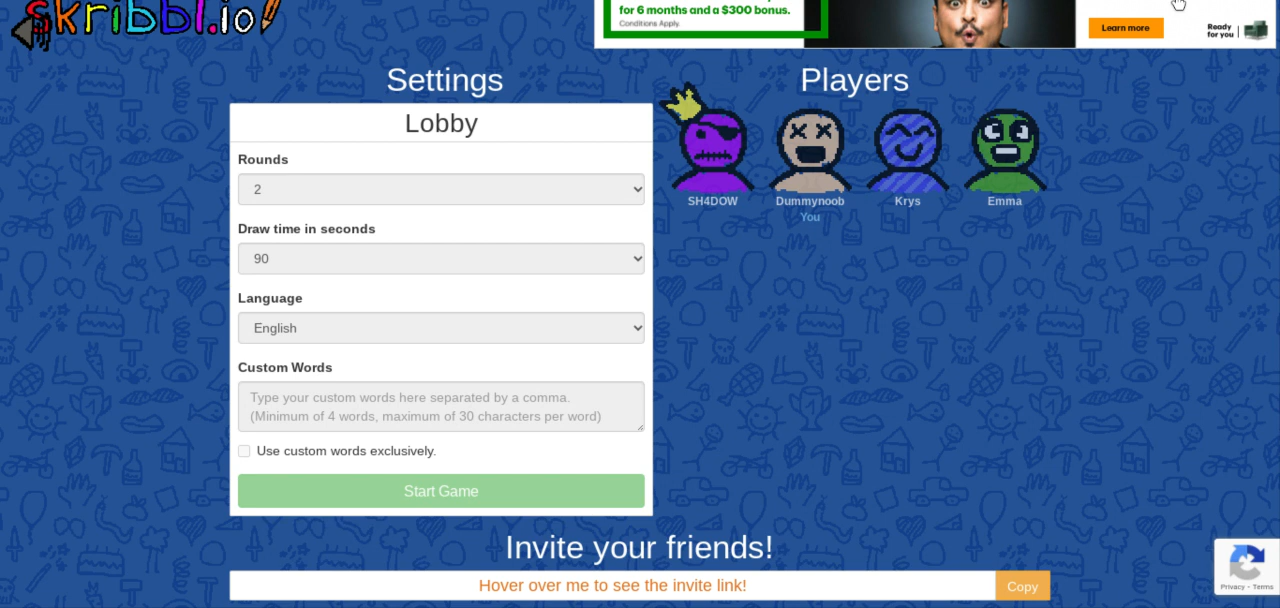 skribbl.io
for 6 months and a $300 bonus.
Conditions Apply.
Learn more
Ready
for you
Settings
Players
Lobby
Rounds
2
Draw time in seconds
90
Language
English
Custom Words
Type your custom words here separated by a comma.
(Minimum of 4 words, maximum of 30 characters per word)
Use custom words exclusively.
Start Game
SH4DOW
Dummynoob
You
Krys
Emma
Invite your friends!
Hover over me to see the invite link!
Copy
Privacy - Terms